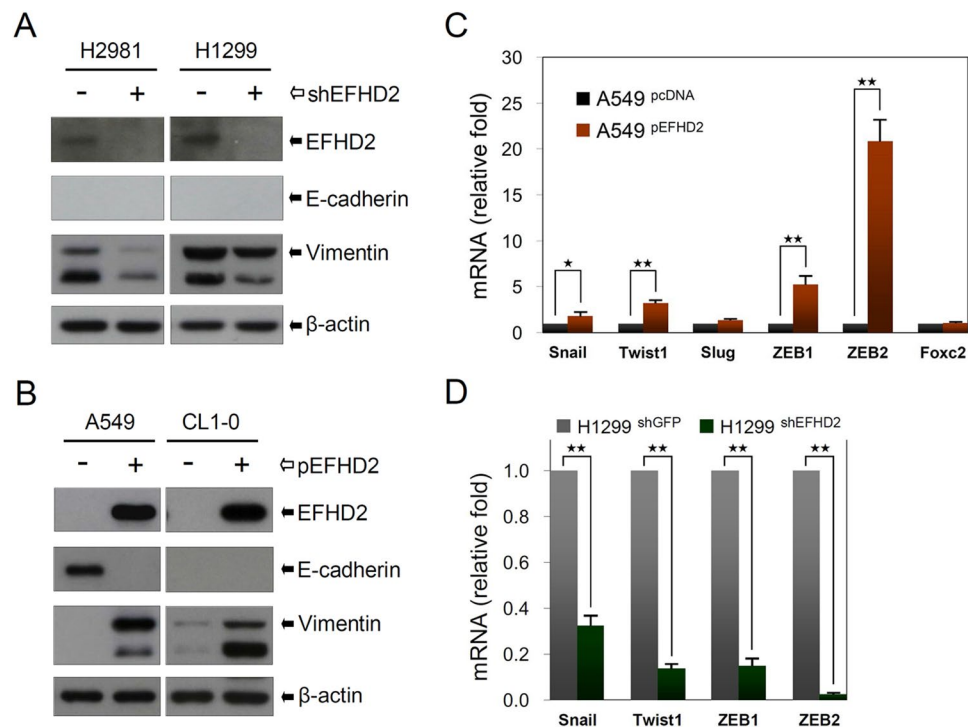 A
H2981 H1299
- + - + ⇦shEFHD2
EFHD2
E-cadherin
Vimentin
β-actin
B
A549 CL1-0
- + - + ⇦pEFHD2
EFHD2
E-cadherin
Vimentin
β-actin
C
mRNA (relative fold)
30
25
20
15
10
5
0
A549 pcDNA
A549 pEFHD2
★ ★★ ★★ ★★
Snail Twist1 Slug ZEB1 ZEB2 Foxc2
D
H1299 shGFP H1299 shEFHD2
mRNA (relative fold)
1.0
0.8
0.6
0.4
0.2
0.0
★★ ★★ ★★ ★★
Snail Twist1 ZEB1 ZEB2